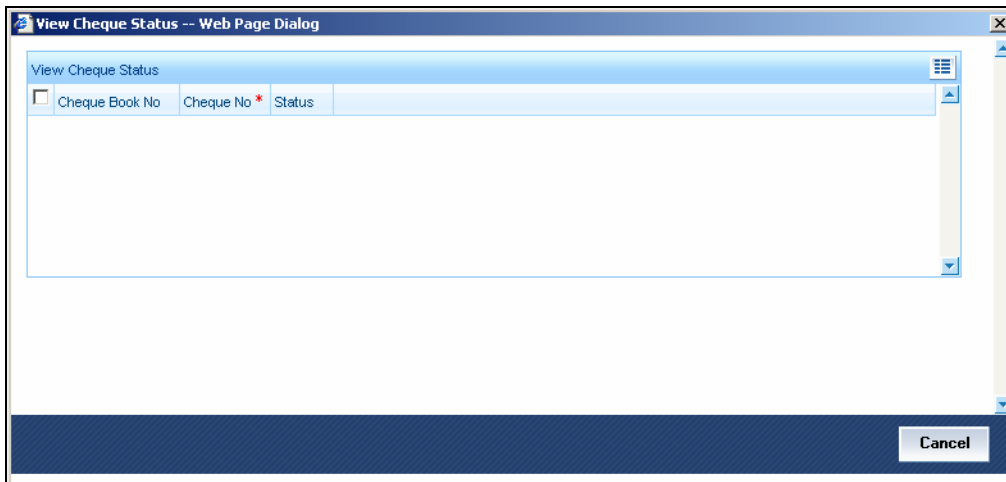 View Cheque Status -- Web Page Dialog
View Cheque Status
Cheque Book No Cheque No * Status
Cancel